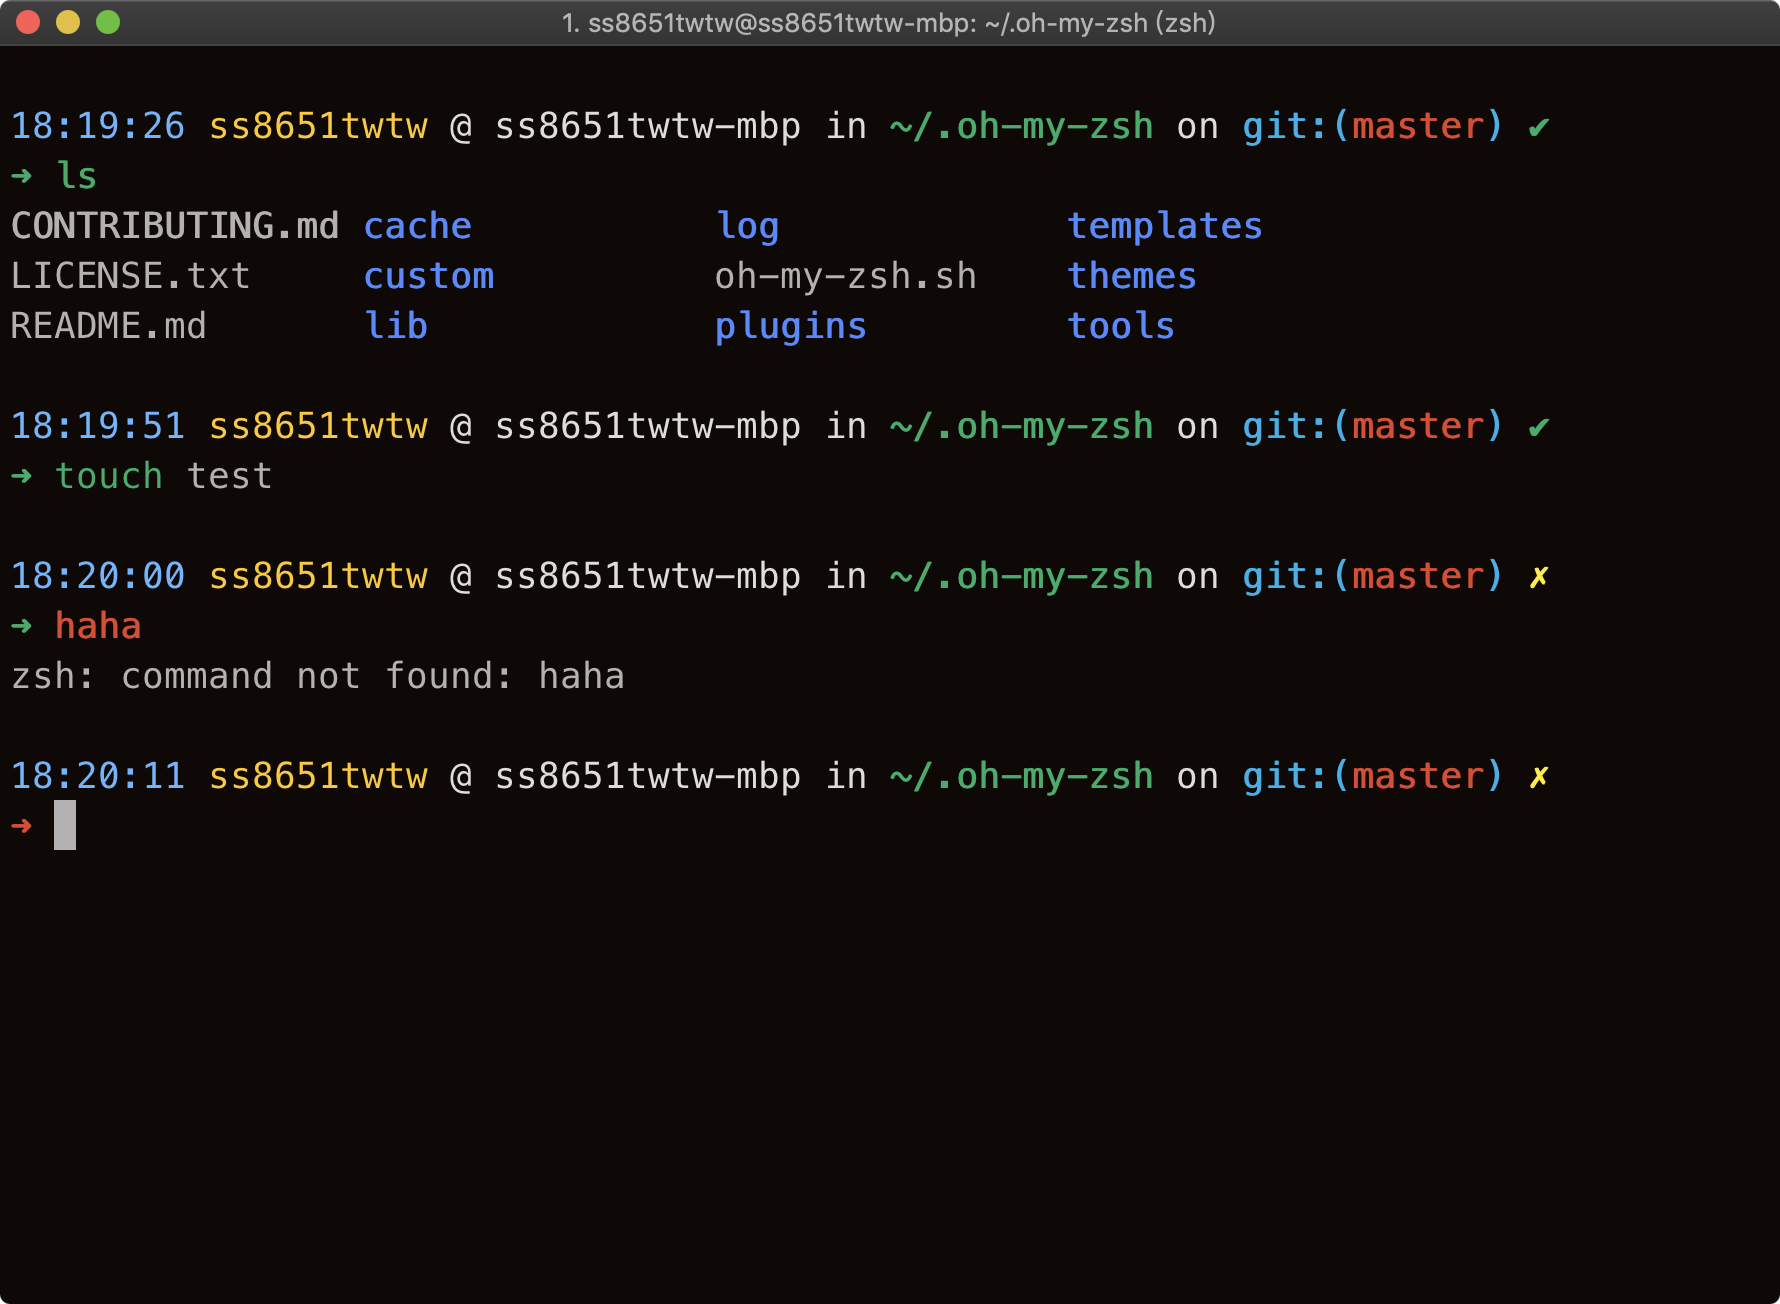 1. ss8651twtw@ss8651twtw-mbp: ~/.oh-my-zsh (zsh)
18:19:26 ss8651twtw @ ss8651twtw-mbp in ~/.oh-my-zsh on git:(master) ✔
➜ ls
CONTRIBUTING.md cache log templates
LICENSE.txt custom oh-my-zsh.sh themes
README.md lib plugins tools
18:19:51 ss8651twtw @ ss8651twtw-mbp in ~/.oh-my-zsh on git:(master) ✔
➜ touch test
18:20:00 ss8651twtw @ ss8651twtw-mbp in ~/.oh-my-zsh on git:(master) ✗
➜ haha
zsh: command not found: haha
18:20:11 ss8651twtw @ ss8651twtw-mbp in ~/.oh-my-zsh on git:(master) ✗
➜